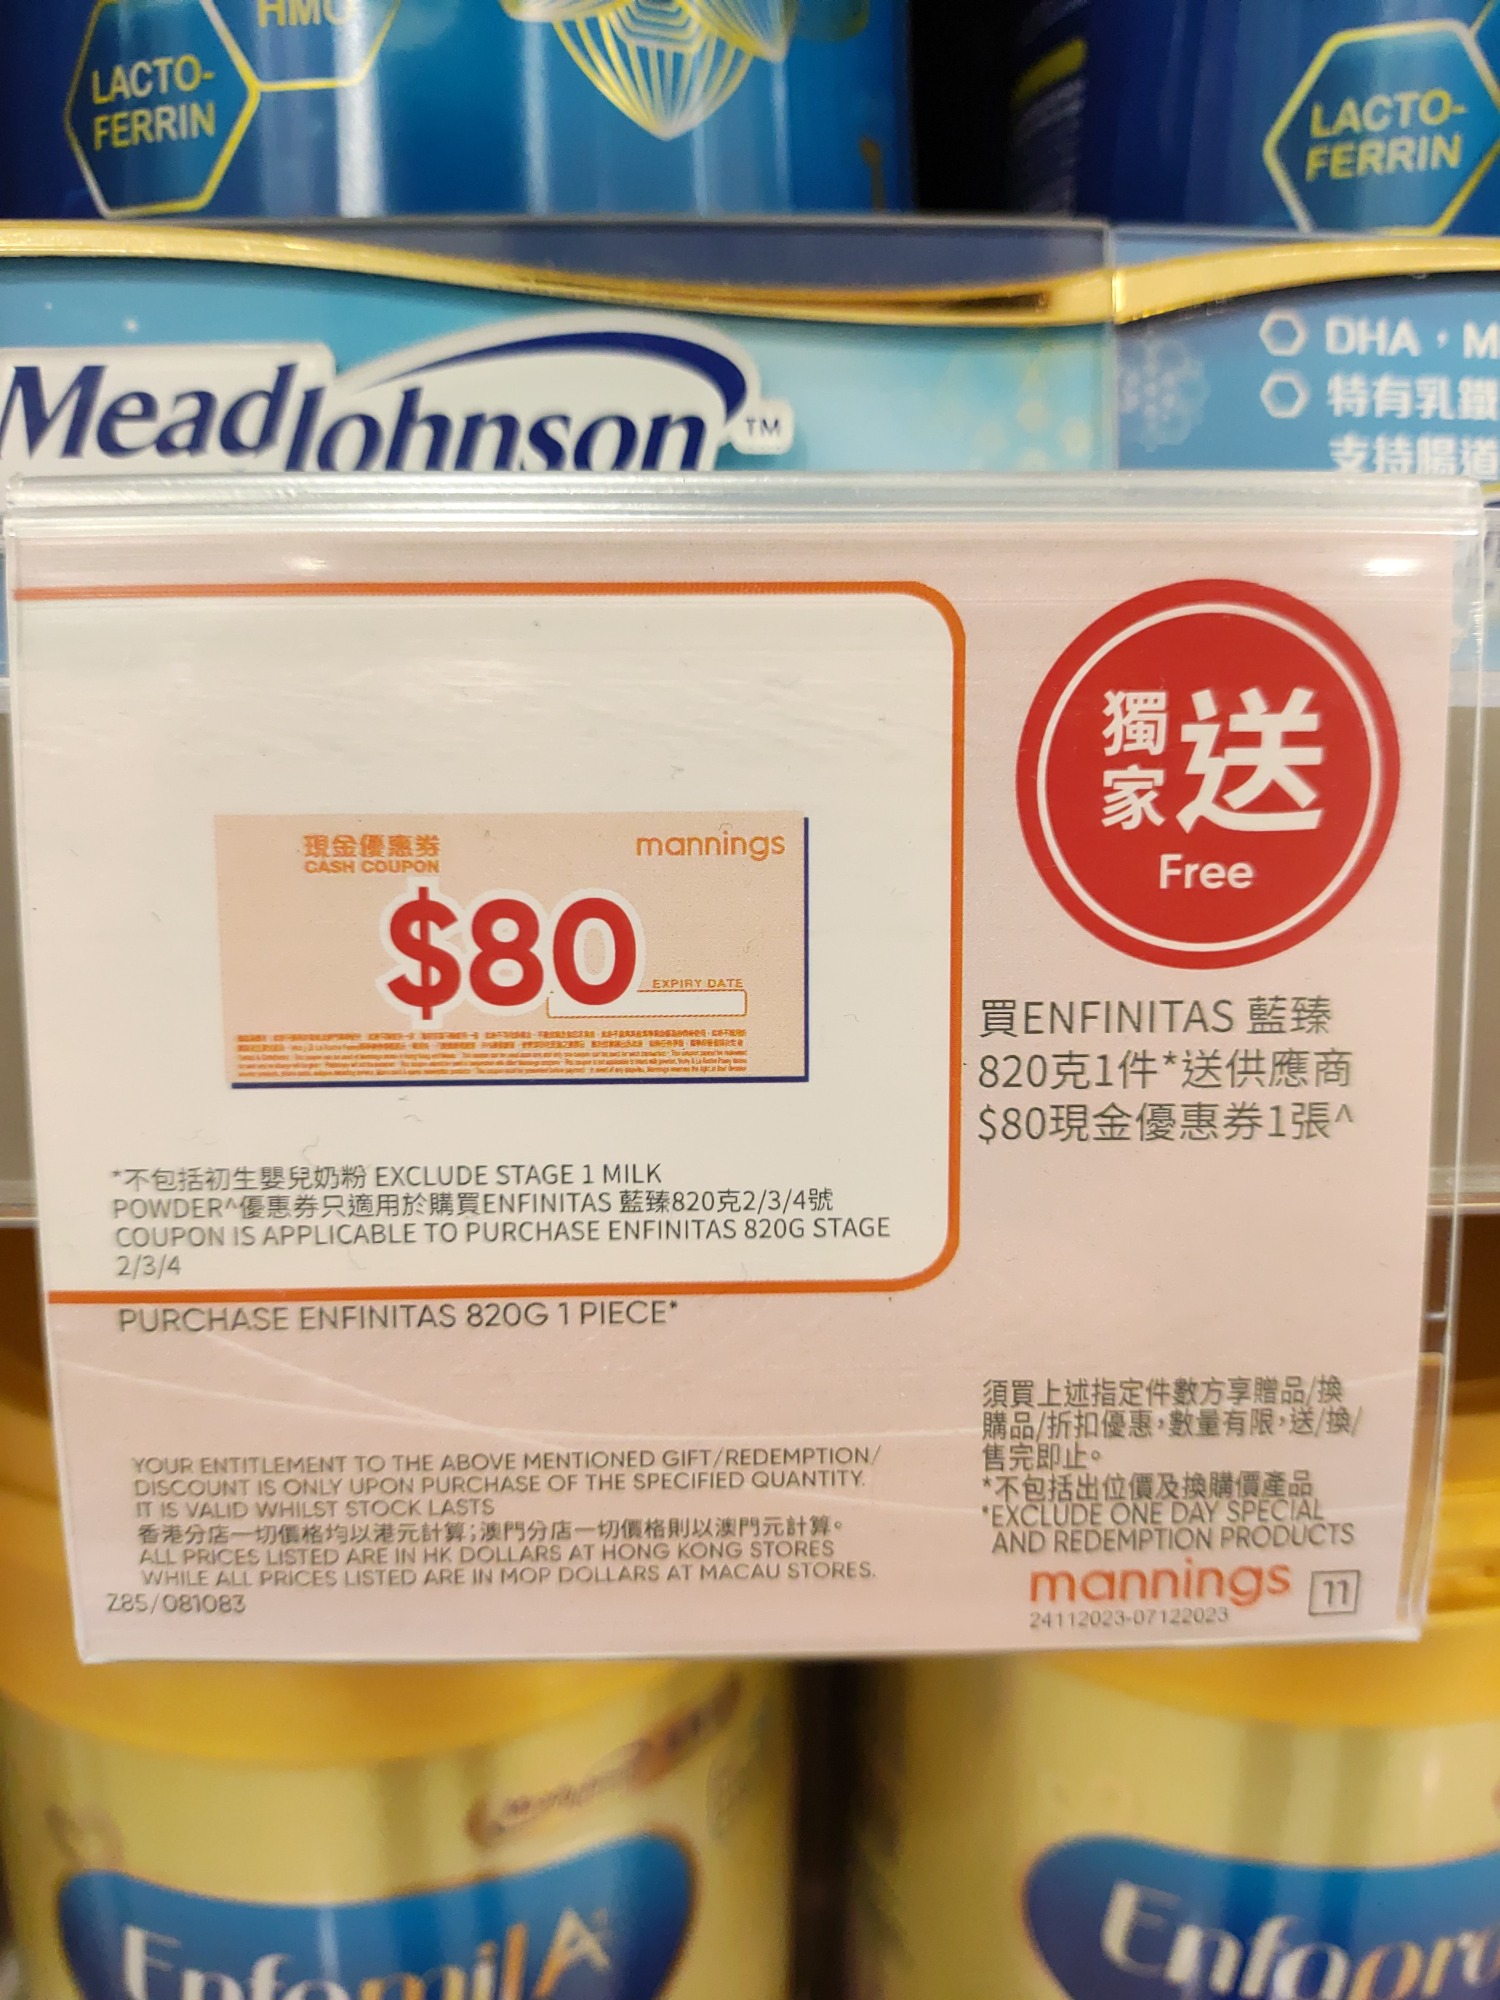 HMO
LACTO-
FERRIN
LACTO-
FERRIN
MeadJohnson™
DHA，M
特有乳鐵
支持腸道
獨家送
Free
現金優惠券
CASH COUPON
mannings
$80
EXPIRY DATE
買ENFINITAS 藍臻
820克1件*送供應商
$80現金優惠券1張^
*不包括初生嬰兒奶粉 EXCLUDE STAGE 1 MILK
POWDER^優惠券只適用於購買ENFINITAS 藍臻820克2/3/4號
COUPON IS APPLICABLE TO PURCHASE ENFINITAS 820G STAGE
2/3/4
PURCHASE ENFINITAS 820G 1 PIECE*
須買上述指定件數方享贈品/換
購品/折扣優惠，數量有限，送/換/
售完即止。
*不包括出位價及換購價產品
*EXCLUDE ONE DAY SPECIAL
AND REDEMPTION PRODUCTS
YOUR ENTITLEMENT TO THE ABOVE MENTIONED GIFT/REDEMPTION/
DISCOUNT IS ONLY UPON PURCHASE OF THE SPECIFIED QUANTITY.
IT IS VALID WHILST STOCK LASTS
香港分店一切價格均以港元計算；澳門分店一切價格則以澳門元計算。
ALL PRICES LISTED ARE IN HK DOLLARS AT HONG KONG STORES
WHILE ALL PRICES LISTED ARE IN MOP DOLLARS AT MACAU STORES.
Z85/081083
mannings 11
24112023-07122023
Enfamil A+
Enfapro